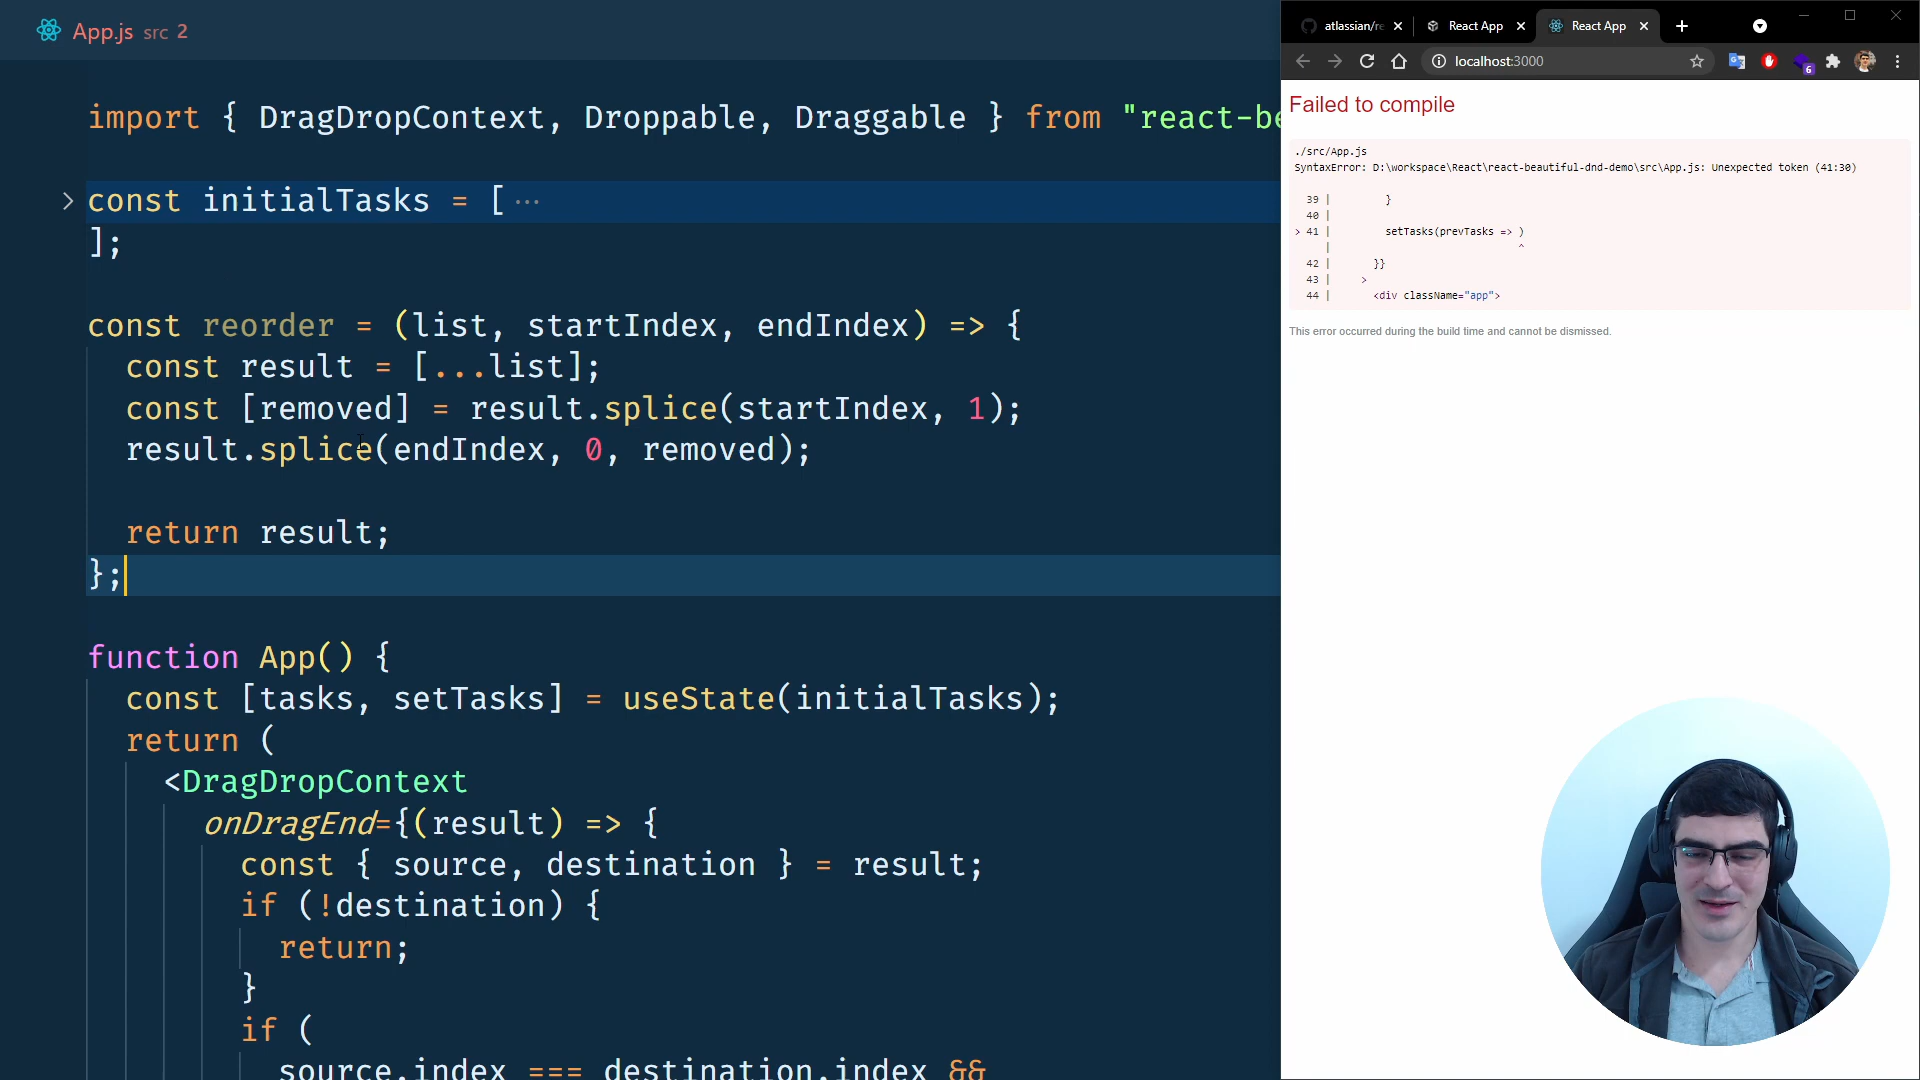 App.js src 2
import { DragDropContext, Droppable, Draggable } from "react-be
const initialTasks = [ ···
];
const reorder = (list, startIndex, endIndex) => {
const result = [...list];
const [removed] = result.splice(startIndex, 1);
result.splice(endIndex, 0, removed);
return result;
};
function App() {
const [tasks, setTasks] = useState(initialTasks);
return (
<DragDropContext
onDragEnd={(result) => {
const { source, destination } = result;
if (!destination) {
return;
}
if (
source.index === destination.index &&
atlassian/re
React App
React App
localhost:3000
6
Failed to compile
./src/App.js
SyntaxError: D:\workspace\React\react-beautiful-dnd-demo\src\App.js: Unexpected token (41:30)
39 | }
40 |
> 41 | setTasks(prevTasks => )
| ^
42 | }}
43 | >
44 | <div className="app">
This error occurred during the build time and cannot be dismissed.